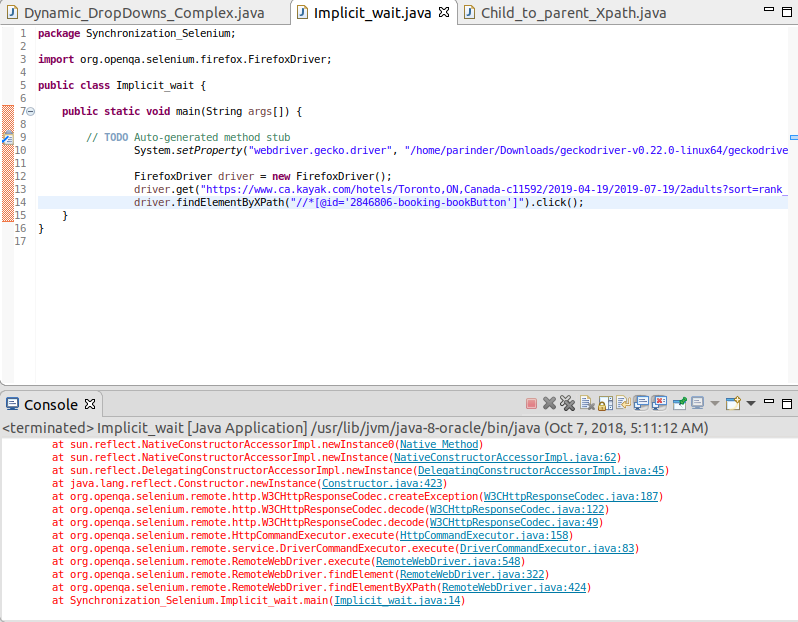 Dynamic_DropDowns_Complex.java Implicit_wait.java Child_to_parent_Xpath.java
1 package Synchronization_Selenium;
2
3 import org.openqa.selenium.firefox.FirefoxDriver;
4
5 public class Implicit_wait {
6
7 public static void main(String args[]) {
8
9 // TODO Auto-generated method stub
10 System.setProperty("webdriver.gecko.driver", "/home/parinder/Downloads/geckodriver-v0.22.0-linux64/geckodrive
11
12 FirefoxDriver driver = new FirefoxDriver();
13 driver.get("https://www.ca.kayak.com/hotels/Toronto,ON,Canada-c11592/2019-04-19/2019-07-19/2adults?sort=rank_
14 driver.findElementByXPath("//*[@id='2846806-booking-bookButton']").click();
15 }
16 }
17
Console
<terminated> Implicit_wait [Java Application] /usr/lib/jvm/java-8-oracle/bin/java (Oct 7, 2018, 5:11:12 AM)
at sun.reflect.NativeConstructorAccessorImpl.newInstance0(Native Method)
at sun.reflect.NativeConstructorAccessorImpl.newInstance(NativeConstructorAccessorImpl.java:62)
at sun.reflect.DelegatingConstructorAccessorImpl.newInstance(DelegatingConstructorAccessorImpl.java:45)
at java.lang.reflect.Constructor.newInstance(Constructor.java:423)
at org.openqa.selenium.remote.http.W3CHttpResponseCodec.createException(W3CHttpResponseCodec.java:187)
at org.openqa.selenium.remote.http.W3CHttpResponseCodec.decode(W3CHttpResponseCodec.java:122)
at org.openqa.selenium.remote.http.W3CHttpResponseCodec.decode(W3CHttpResponseCodec.java:49)
at org.openqa.selenium.remote.HttpCommandExecutor.execute(HttpCommandExecutor.java:158)
at org.openqa.selenium.remote.service.DriverCommandExecutor.execute(DriverCommandExecutor.java:83)
at org.openqa.selenium.remote.RemoteWebDriver.execute(RemoteWebDriver.java:548)
at org.openqa.selenium.remote.RemoteWebDriver.findElement(RemoteWebDriver.java:322)
at org.openqa.selenium.remote.RemoteWebDriver.findElementByXPath(RemoteWebDriver.java:424)
at Synchronization_Selenium.Implicit_wait.main(Implicit_wait.java:14)